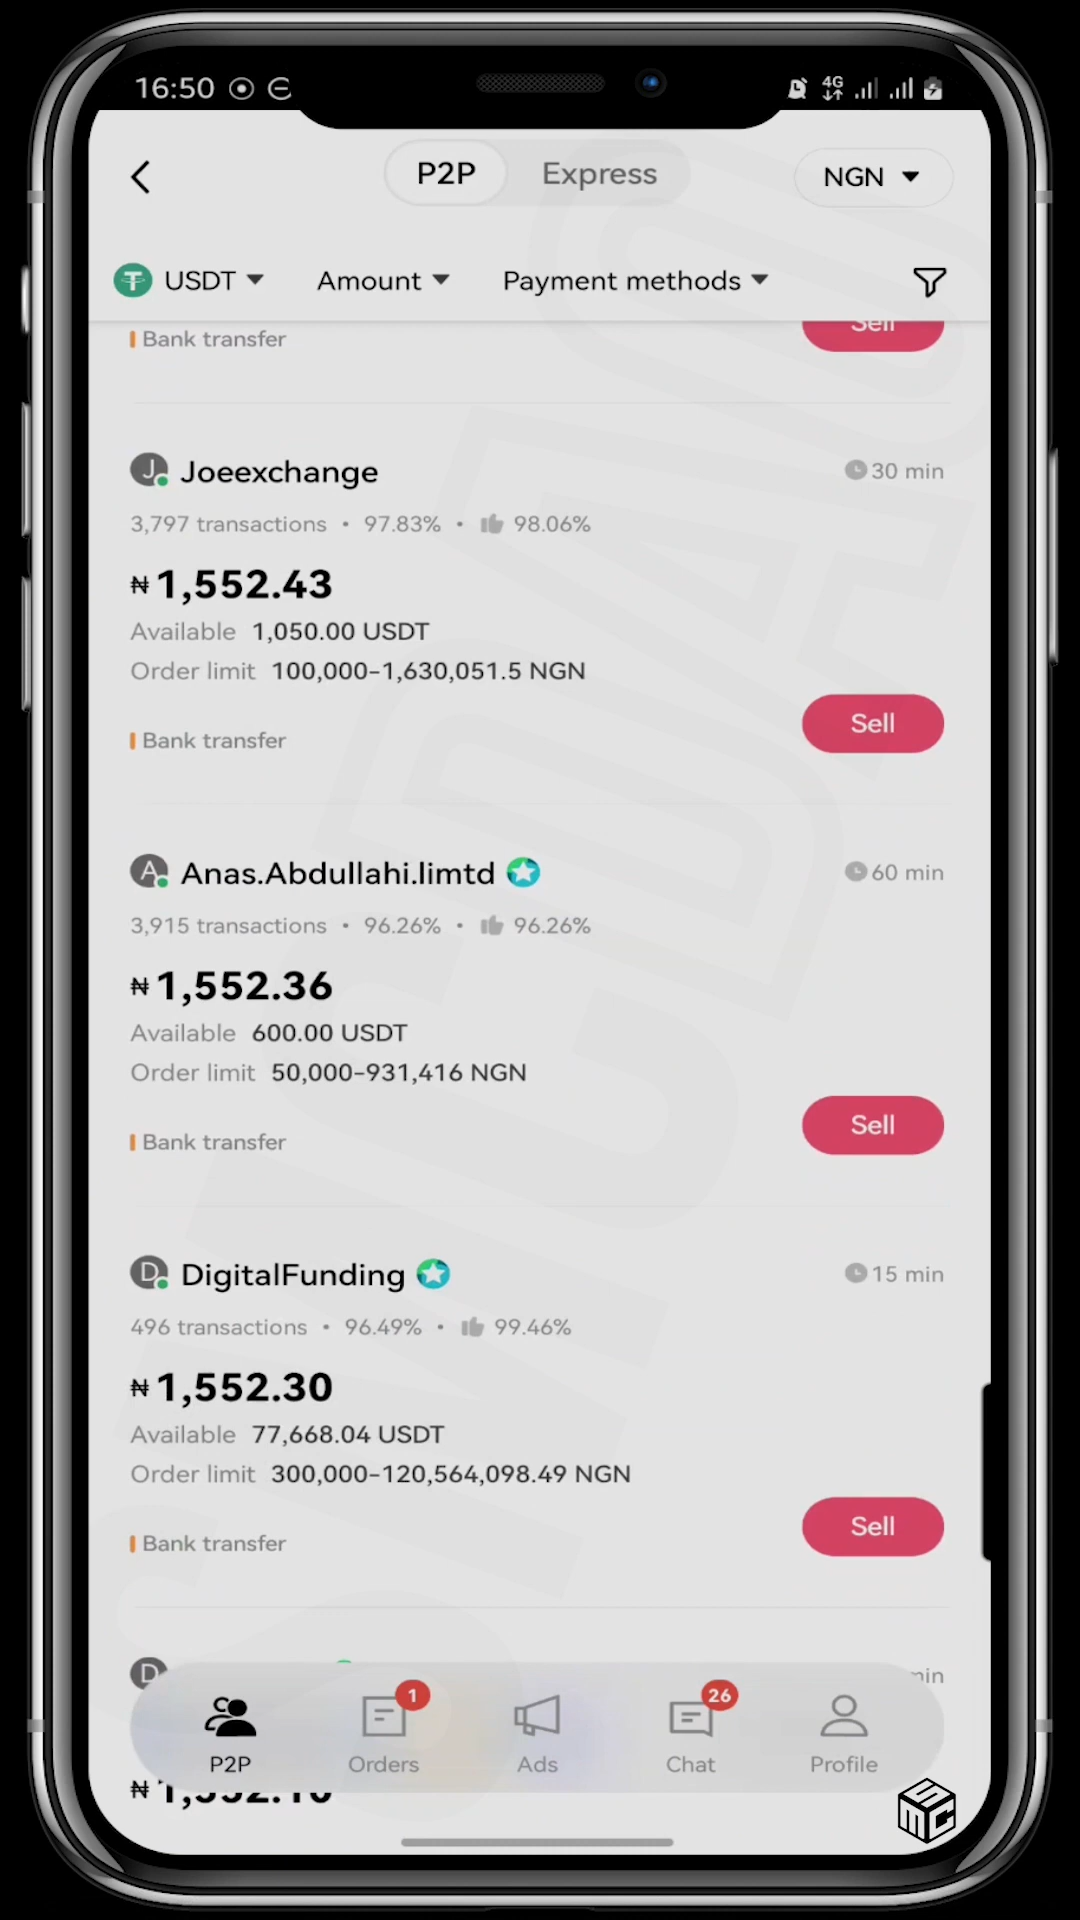 16:50 4G
P2P Express NGN
USDT Amount Payment methods
Bank transfer Sell
J Joeexchange 30 min
3,797 transactions • 97.83% • 98.06%
₦ 1,552.43
Available 1,050.00 USDT
Order limit 100,000–1,630,051.5 NGN
Sell
Bank transfer
A Anas.Abdullahi.limtd 60 min
3,915 transactions • 96.26% • 96.26%
₦ 1,552.36
Available 600.00 USDT
Order limit 50,000–931,416 NGN
Sell
Bank transfer
D DigitalFunding 15 min
496 transactions • 96.49% • 99.46%
₦ 1,552.30
Available 77,668.04 USDT
Order limit 300,000–120,564,098.49 NGN
Sell
Bank transfer
D min
1 26
P2P Orders Ads Chat Profile
₦
SMC